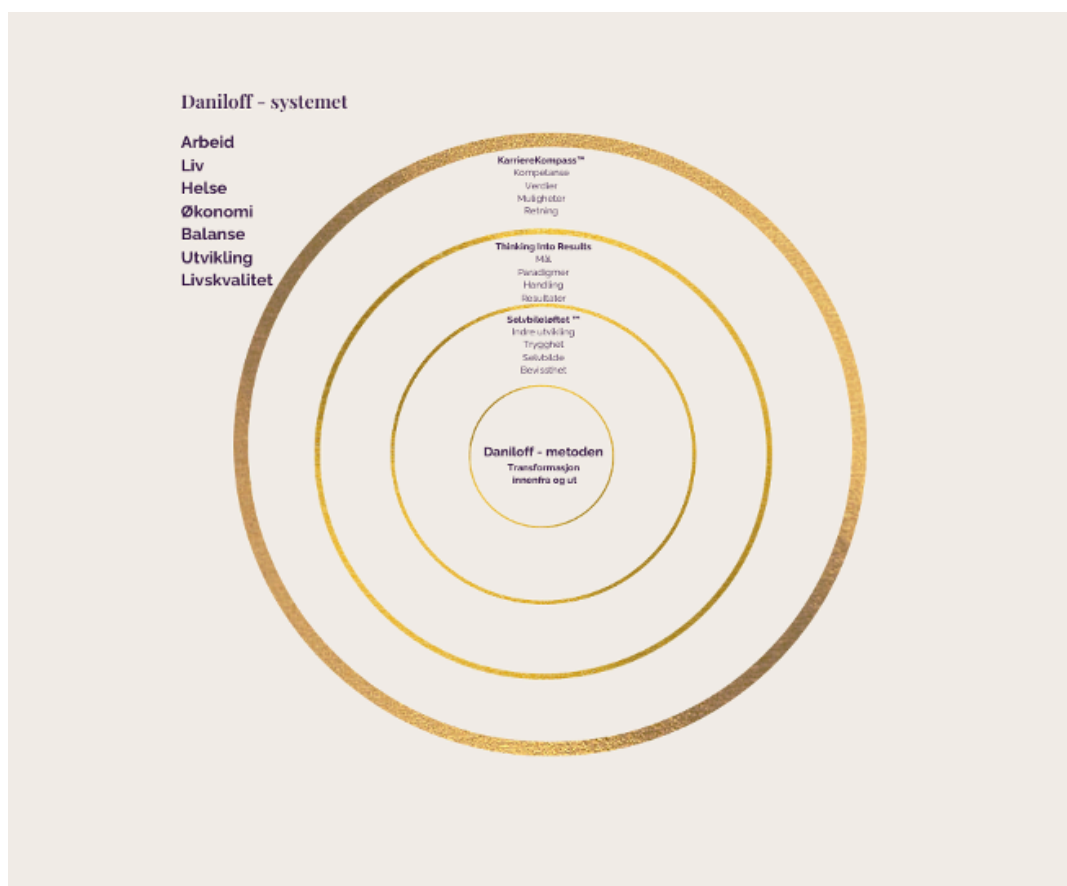 Daniloff - systemet
Arbeid
Liv
Helse
Økonomi
Balanse
Utvikling
Livskvalitet
KarriereKompass™
Kompetanse
Verdier
Muligheter
Retning
Thinking Into Results
Mål
Paradigmer
Handling
Resultater
Selvbileløftet ™
Indre utvikling
Trygghet
Selvbilde
Bevissthet
Daniloff - metoden
Transformasjon
innenfra og ut